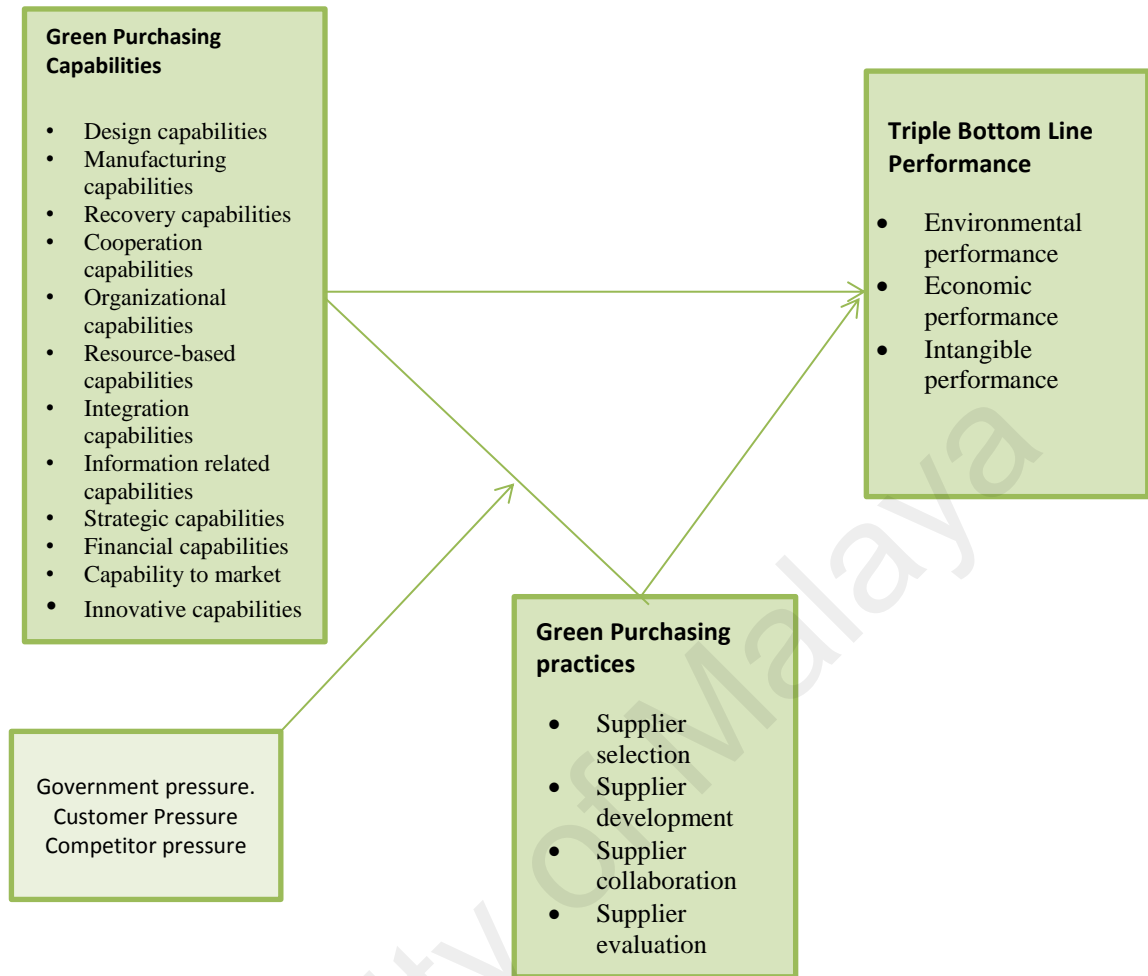 Green Purchasing
Capabilities
• Design capabilities
• Manufacturing
capabilities
• Recovery capabilities
• Cooperation
capabilities
• Organizational
capabilities
• Resource-based
capabilities
• Integration
capabilities
• Information related
capabilities
• Strategic capabilities
• Financial capabilities
• Capability to market
• Innovative capabilities
Triple Bottom Line
Performance
• Environmental
performance
• Economic
performance
• Intangible
performance
Green Purchasing
practices
• Supplier
selection
• Supplier
development
• Supplier
collaboration
• Supplier
evaluation
Government pressure.
Customer Pressure
Competitor pressure
ity of Malaya